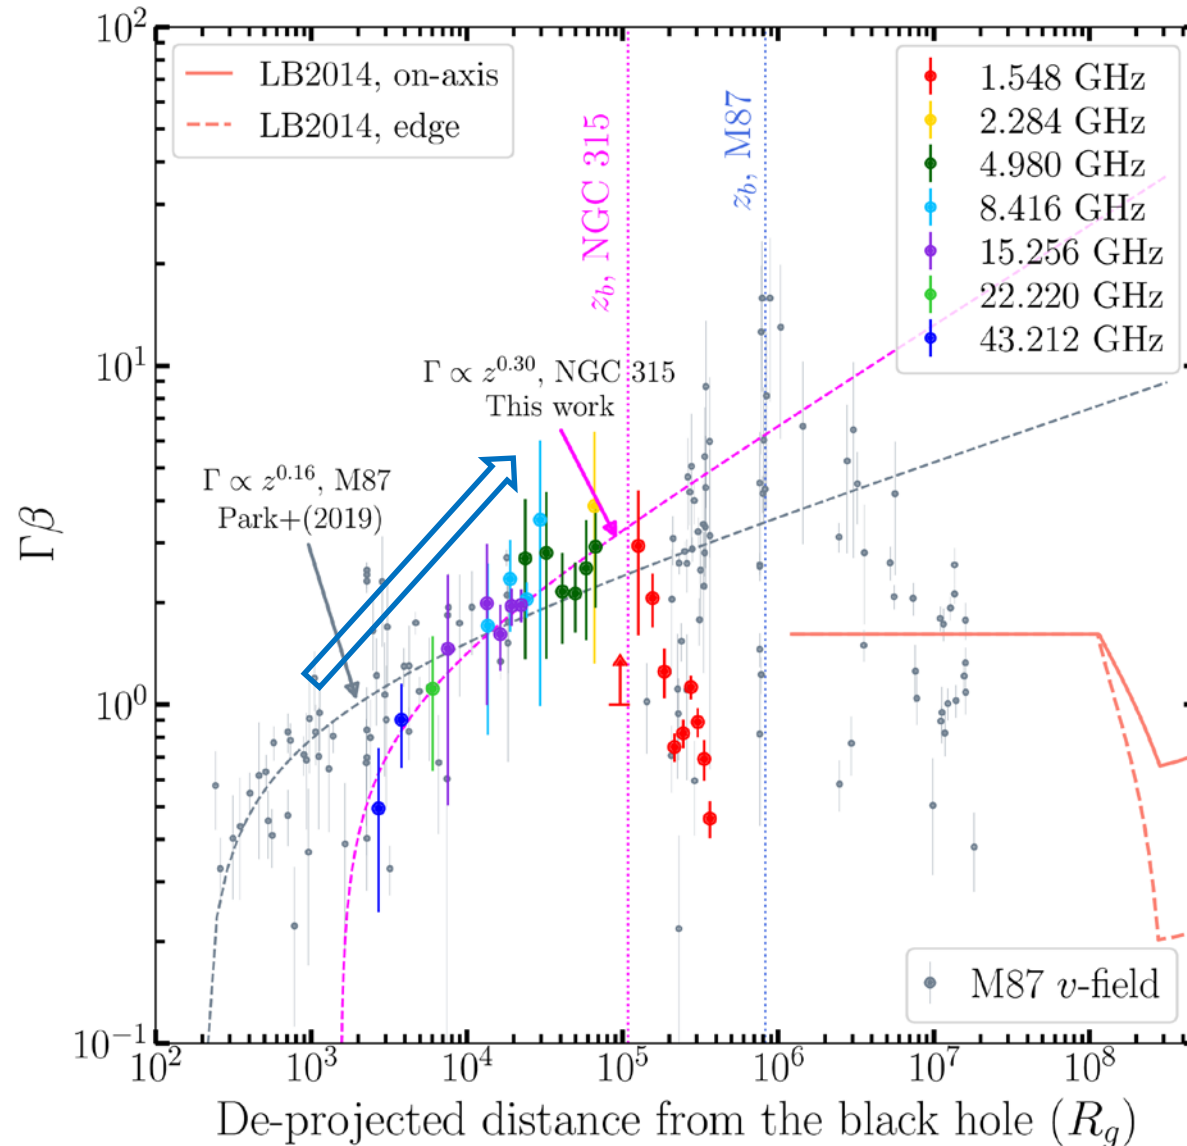 LB2014, on-axis
LB2014, edge
z_b, NGC 315
z_b, M87
1.548 GHz
2.284 GHz
4.980 GHz
8.416 GHz
15.256 GHz
22.220 GHz
43.212 GHz
Γ ∝ z^{0.30}, NGC 315
This work
Γ ∝ z^{0.16}, M87
Park+(2019)
M87 v-field
Γβ
10^2
10^1
10^0
10^{-1}
10^2 10^3 10^4 10^5 10^6 10^7 10^8
De-projected distance from the black hole (R_g)